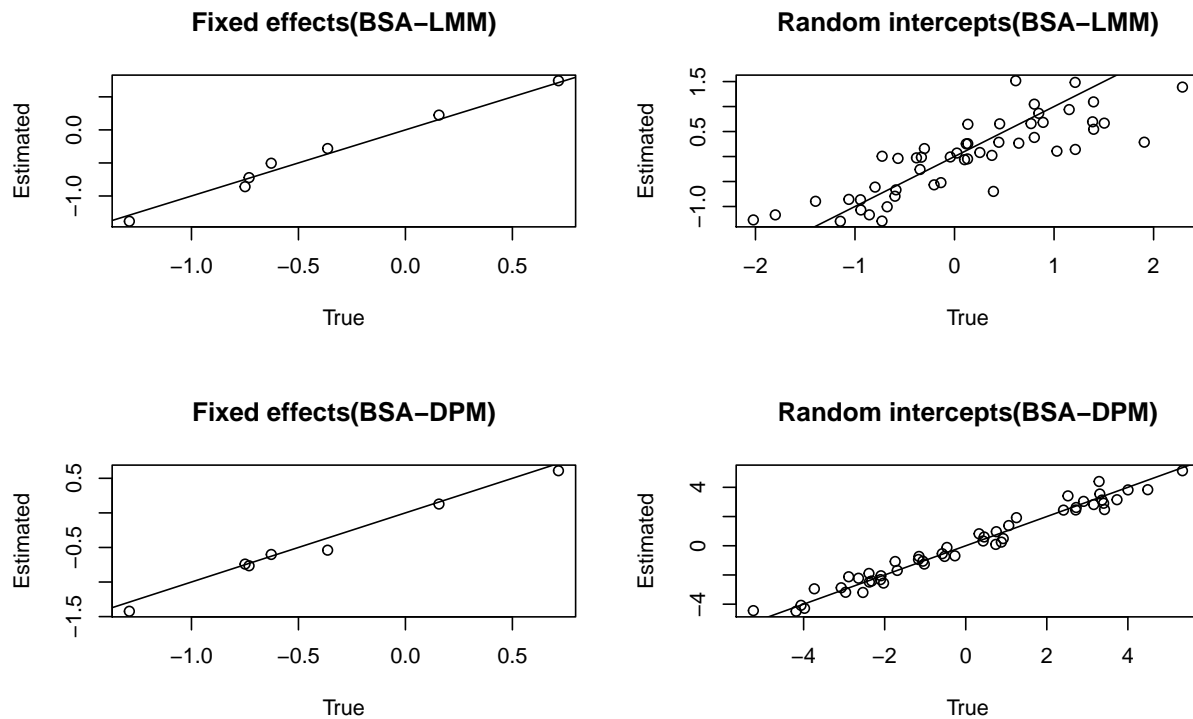 Fixed effects(BSA−LMM)
Estimated
0.0
−1.0
−1.0
−0.5
0.0
0.5
True
Random intercepts(BSA−LMM)
Estimated
1.5
0.5
−1.0
−2
−1
0
1
2
True
Fixed effects(BSA−DPM)
Estimated
0.5
−0.5
−1.5
−1.0
−0.5
0.0
0.5
True
Random intercepts(BSA−DPM)
Estimated
4
0
−4
−4
−2
0
2
4
True